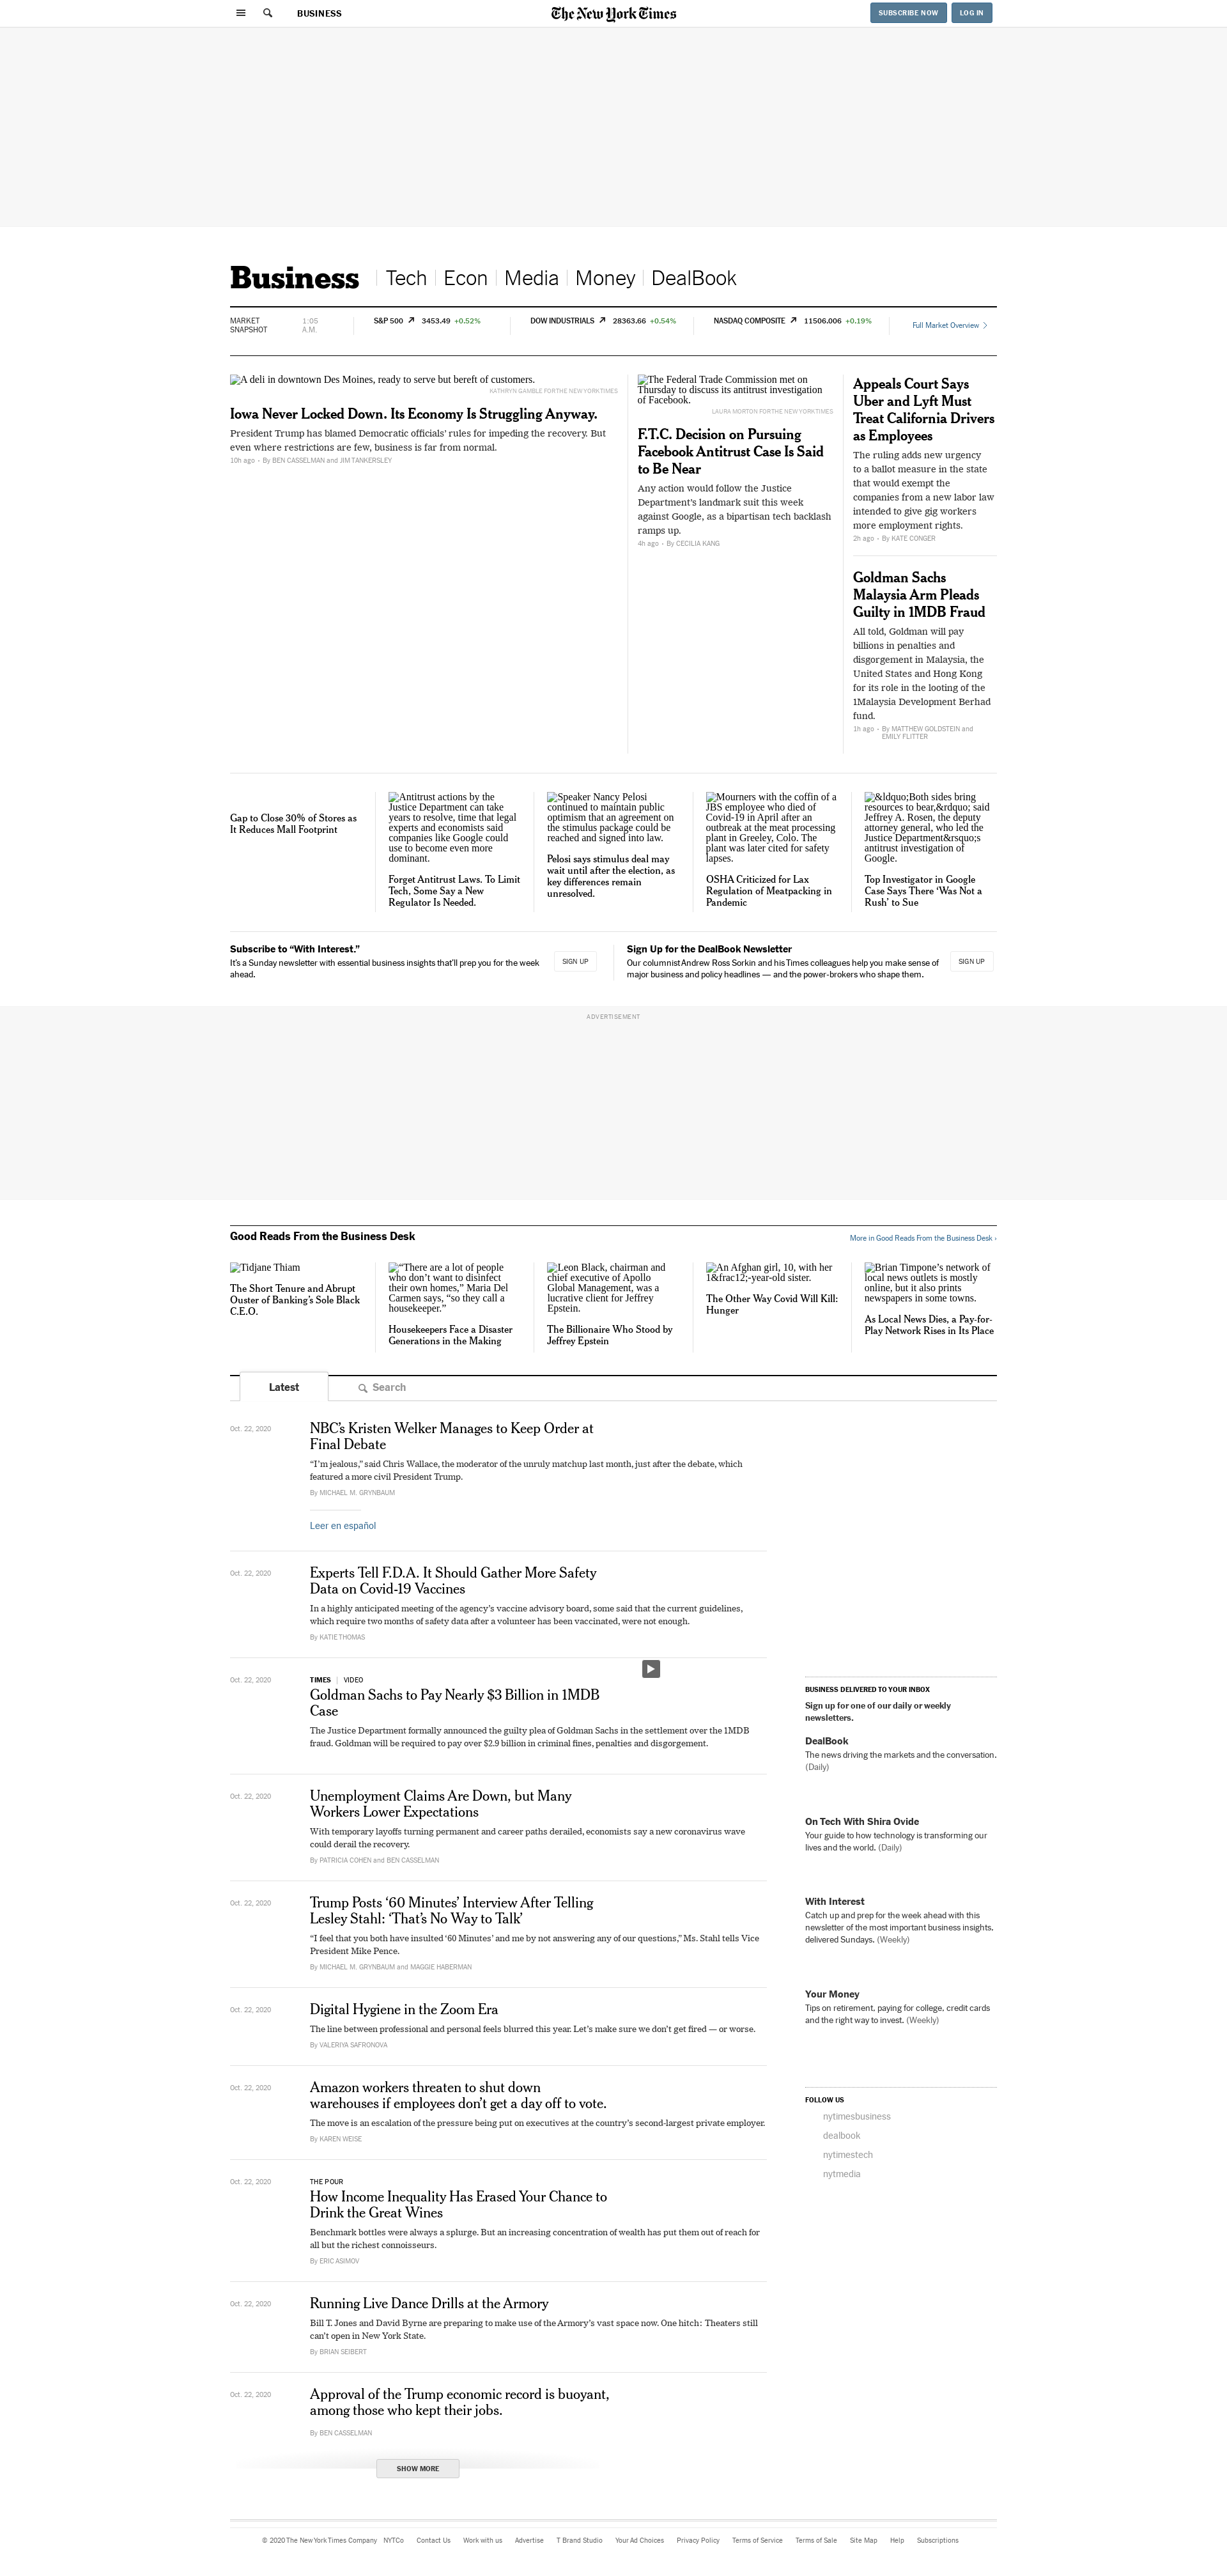 BUSINESS
The New York Times
SUBSCRIBE NOW
LOG IN
Business
Tech
Econ
Media
Money
DealBook
MARKET
SNAPSHOT
1:05
A.M.
S&P 500 3453.49 +0.52%
DOW INDUSTRIALS 28363.66 +0.54%
NASDAQ COMPOSITE 11506.006 +0.19%
Full Market Overview
A deli in downtown Des Moines, ready to serve but bereft of customers.
KATHRYN GAMBLE FOR THE NEW YORK TIMES
Iowa Never Locked Down. Its Economy Is Struggling Anyway.
President Trump has blamed Democratic officials’ rules for impeding the recovery. But
even where restrictions are few, business is far from normal.
10h ago • By BEN CASSELMAN and JIM TANKERSLEY
The Federal Trade Commission met on
Thursday to discuss its antitrust investigation
of Facebook.
LAURA MORTON FOR THE NEW YORK TIMES
F.T.C. Decision on Pursuing
Facebook Antitrust Case Is Said
to Be Near
Any action would follow the Justice
Department’s landmark suit this week
against Google, as a bipartisan tech backlash
ramps up.
4h ago • By CECILIA KANG
Appeals Court Says
Uber and Lyft Must
Treat California Drivers
as Employees
The ruling adds new urgency
to a ballot measure in the state
that would exempt the
companies from a new labor law
intended to give gig workers
more employment rights.
2h ago • By KATE CONGER
Goldman Sachs
Malaysia Arm Pleads
Guilty in 1MDB Fraud
All told, Goldman will pay
billions in penalties and
disgorgement in Malaysia, the
United States and Hong Kong
for its role in the looting of the
1Malaysia Development Berhad
fund.
1h ago • By MATTHEW GOLDSTEIN and
EMILY FLITTER
Gap to Close 30% of Stores as
It Reduces Mall Footprint
Antitrust actions by the
Justice Department can take
years to resolve, time that legal
experts and economists said
companies like Google could
use to become even more
dominant.
Forget Antitrust Laws. To Limit
Tech, Some Say a New
Regulator Is Needed.
Speaker Nancy Pelosi
continued to maintain public
optimism that an agreement on
the stimulus package could be
reached and signed into law.
Pelosi says stimulus deal may
wait until after the election, as
key differences remain
unresolved.
Mourners with the coffin of a
JBS employee who died of
Covid-19 in April after an
outbreak at the meat processing
plant in Greeley, Colo. The
plant was later cited for safety
lapses.
OSHA Criticized for Lax
Regulation of Meatpacking in
Pandemic
&ldquo;Both sides bring
resources to bear,&rdquo; said
Jeffrey A. Rosen, the deputy
attorney general, who led the
Justice Department&rsquo;s
antitrust investigation of
Google.
Top Investigator in Google
Case Says There ‘Was Not a
Rush’ to Sue
Subscribe to “With Interest.”
It’s a Sunday newsletter with essential business insights that’ll prep you for the week
ahead.
SIGN UP
Sign Up for the DealBook Newsletter
Our columnist Andrew Ross Sorkin and his Times colleagues help you make sense of
major business and policy headlines — and the power-brokers who shape them.
SIGN UP
ADVERTISEMENT
Good Reads From the Business Desk
More in Good Reads From the Business Desk ›
Tidjane Thiam
The Short Tenure and Abrupt
Ouster of Banking’s Sole Black
C.E.O.
“There are a lot of people
who don’t want to disinfect
their own homes,” Maria Del
Carmen says, “so they call a
housekeeper.”
Housekeepers Face a Disaster
Generations in the Making
Leon Black, chairman and
chief executive of Apollo
Global Management, was a
lucrative client for Jeffrey
Epstein.
The Billionaire Who Stood by
Jeffrey Epstein
An Afghan girl, 10, with her
1&frac12;-year-old sister.
The Other Way Covid Will Kill:
Hunger
Brian Timpone’s network of
local news outlets is mostly
online, but it also prints
newspapers in some towns.
As Local News Dies, a Pay-for-
Play Network Rises in Its Place
Latest
Search
Oct. 22, 2020
NBC’s Kristen Welker Manages to Keep Order at
Final Debate
“I’m jealous,” said Chris Wallace, the moderator of the unruly matchup last month, just after the debate, which
featured a more civil President Trump.
By MICHAEL M. GRYNBAUM
Leer en español
Oct. 22, 2020
Experts Tell F.D.A. It Should Gather More Safety
Data on Covid-19 Vaccines
In a highly anticipated meeting of the agency’s vaccine advisory board, some said that the current guidelines,
which require two months of safety data after a volunteer has been vaccinated, were not enough.
By KATIE THOMAS
Oct. 22, 2020
TIMES | VIDEO
Goldman Sachs to Pay Nearly $3 Billion in 1MDB
Case
The Justice Department formally announced the guilty plea of Goldman Sachs in the settlement over the 1MDB
fraud. Goldman will be required to pay over $2.9 billion in criminal fines, penalties and disgorgement.
Oct. 22, 2020
Unemployment Claims Are Down, but Many
Workers Lower Expectations
With temporary layoffs turning permanent and career paths derailed, economists say a new coronavirus wave
could derail the recovery.
By PATRICIA COHEN and BEN CASSELMAN
Oct. 22, 2020
Trump Posts ‘60 Minutes’ Interview After Telling
Lesley Stahl: ‘That’s No Way to Talk’
“I feel that you both have insulted ‘60 Minutes’ and me by not answering any of our questions,” Ms. Stahl tells Vice
President Mike Pence.
By MICHAEL M. GRYNBAUM and MAGGIE HABERMAN
Oct. 22, 2020
Digital Hygiene in the Zoom Era
The line between professional and personal feels blurred this year. Let’s make sure we don’t get fired — or worse.
By VALERIYA SAFRONOVA
Oct. 22, 2020
Amazon workers threaten to shut down
warehouses if employees don’t get a day off to vote.
The move is an escalation of the pressure being put on executives at the country’s second-largest private employer.
By KAREN WEISE
Oct. 22, 2020
THE POUR
How Income Inequality Has Erased Your Chance to
Drink the Great Wines
Benchmark bottles were always a splurge. But an increasing concentration of wealth has put them out of reach for
all but the richest connoisseurs.
By ERIC ASIMOV
Oct. 22, 2020
Running Live Dance Drills at the Armory
Bill T. Jones and David Byrne are preparing to make use of the Armory’s vast space now. One hitch: Theaters still
can’t open in New York State.
By BRIAN SEIBERT
Oct. 22, 2020
Approval of the Trump economic record is buoyant,
among those who kept their jobs.
By BEN CASSELMAN
SHOW MORE
BUSINESS DELIVERED TO YOUR INBOX
Sign up for one of our daily or weekly
newsletters.
DealBook
The news driving the markets and the conversation.
(Daily)
On Tech With Shira Ovide
Your guide to how technology is transforming our
lives and the world. (Daily)
With Interest
Catch up and prep for the week ahead with this
newsletter of the most important business insights,
delivered Sundays. (Weekly)
Your Money
Tips on retirement, paying for college, credit cards
and the right way to invest. (Weekly)
FOLLOW US
nytimesbusiness
dealbook
nytimestech
nytmedia
© 2020 The New York Times Company
NYTCo
Contact Us
Work with us
Advertise
T Brand Studio
Your Ad Choices
Privacy Policy
Terms of Service
Terms of Sale
Site Map
Help
Subscriptions